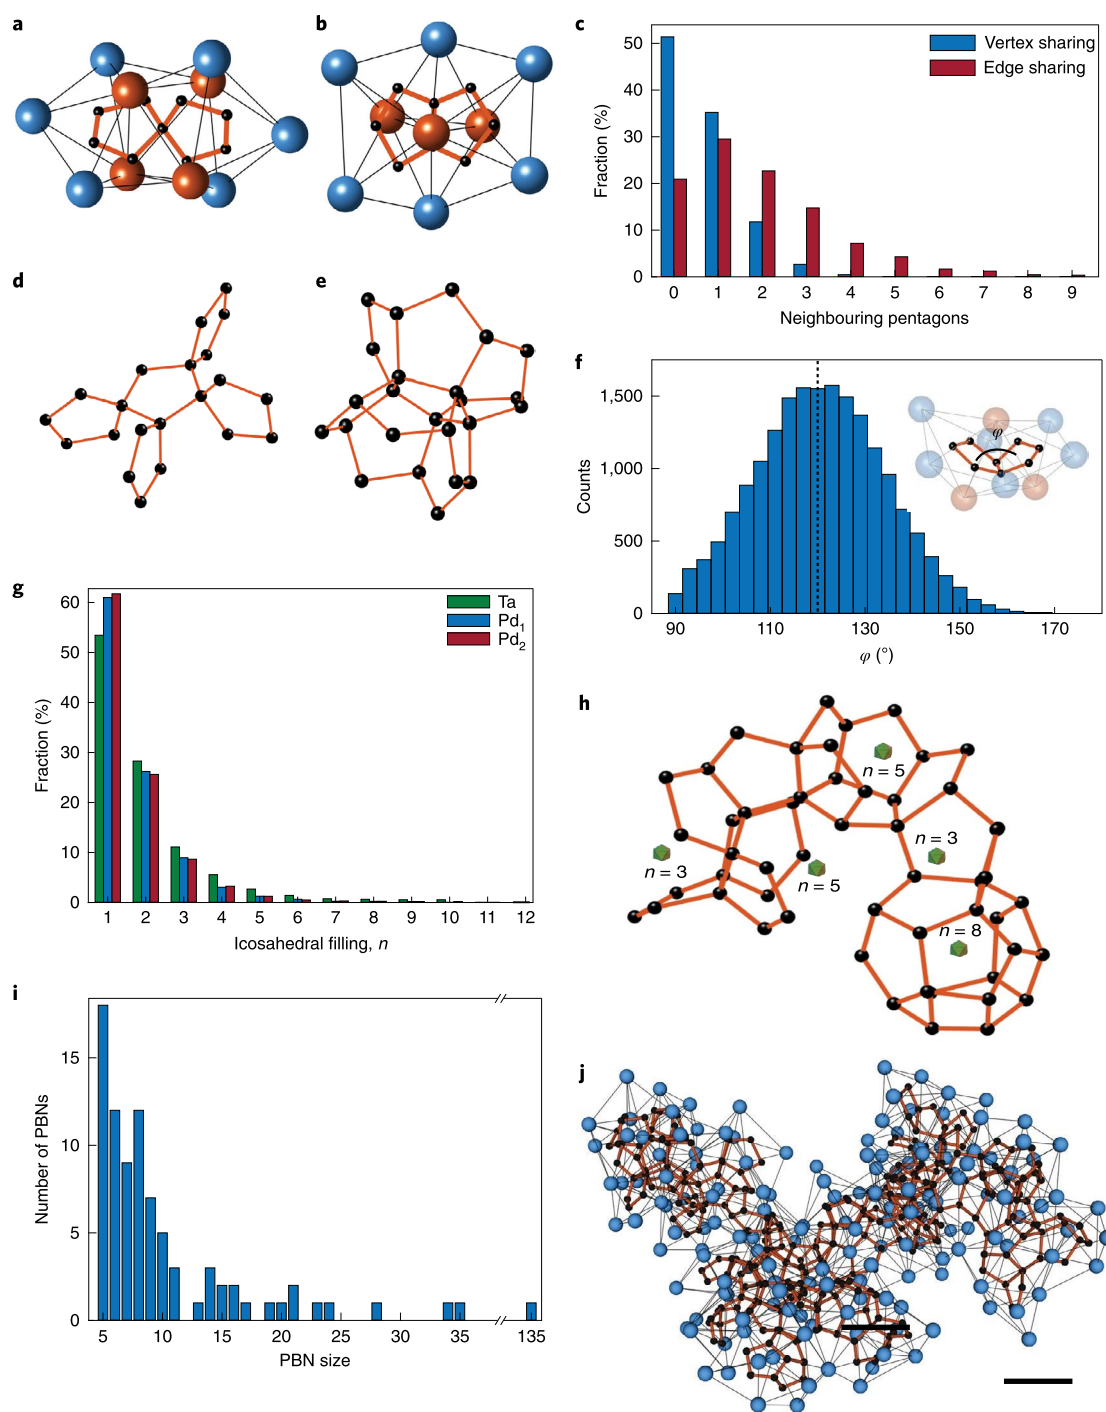 a
b
c
50
40
30
20
10
0
Fraction (%)
Vertex sharing
Edge sharing
0 1 2 3 4 5 6 7 8 9
Neighbouring pentagons
d
e
f
1,500
1,000
500
0
Counts
φ
90 110 130 150 170
φ (°)
g
60
50
40
30
20
10
0
Fraction (%)
Ta
Pd1
Pd2
1 2 3 4 5 6 7 8 9 10 11 12
Icosahedral filling, n
h
n = 5
n = 3
n = 3
n = 5
n = 8
i
15
10
5
0
Number of PBNs
5 10 15 20 25 30 35 135
PBN size
j